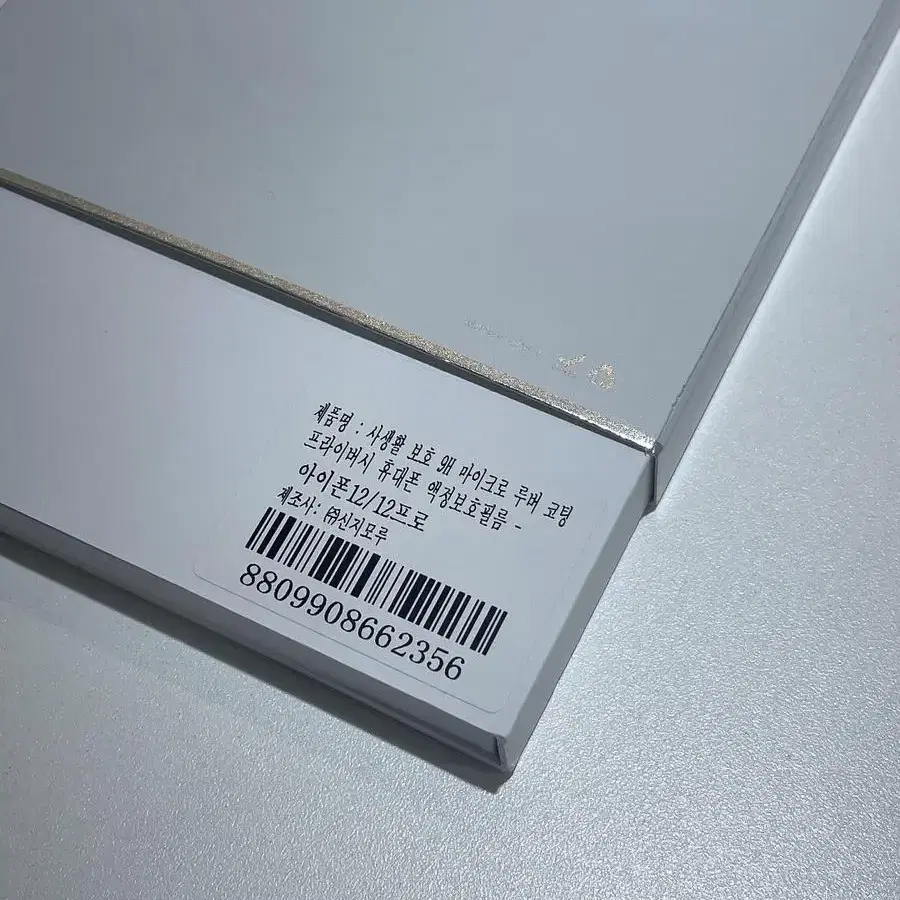 제품명 : 사생활 보호 9H 마이크로 루버 코팅
프라이버시 휴대폰 액정보호필름 -
아이폰12/12프로
제조사: ㈜신지모루
8809908662356